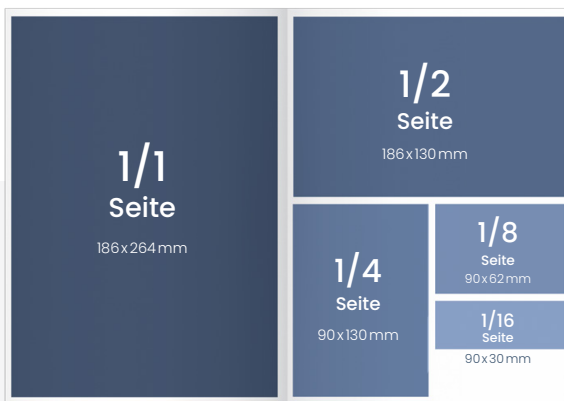 1/1
Seite
186x264mm
1/2
Seite
186x130mm
1/4
Seite
90x130mm
1/8
Seite
90x62mm
1/16
Seite
90x30mm